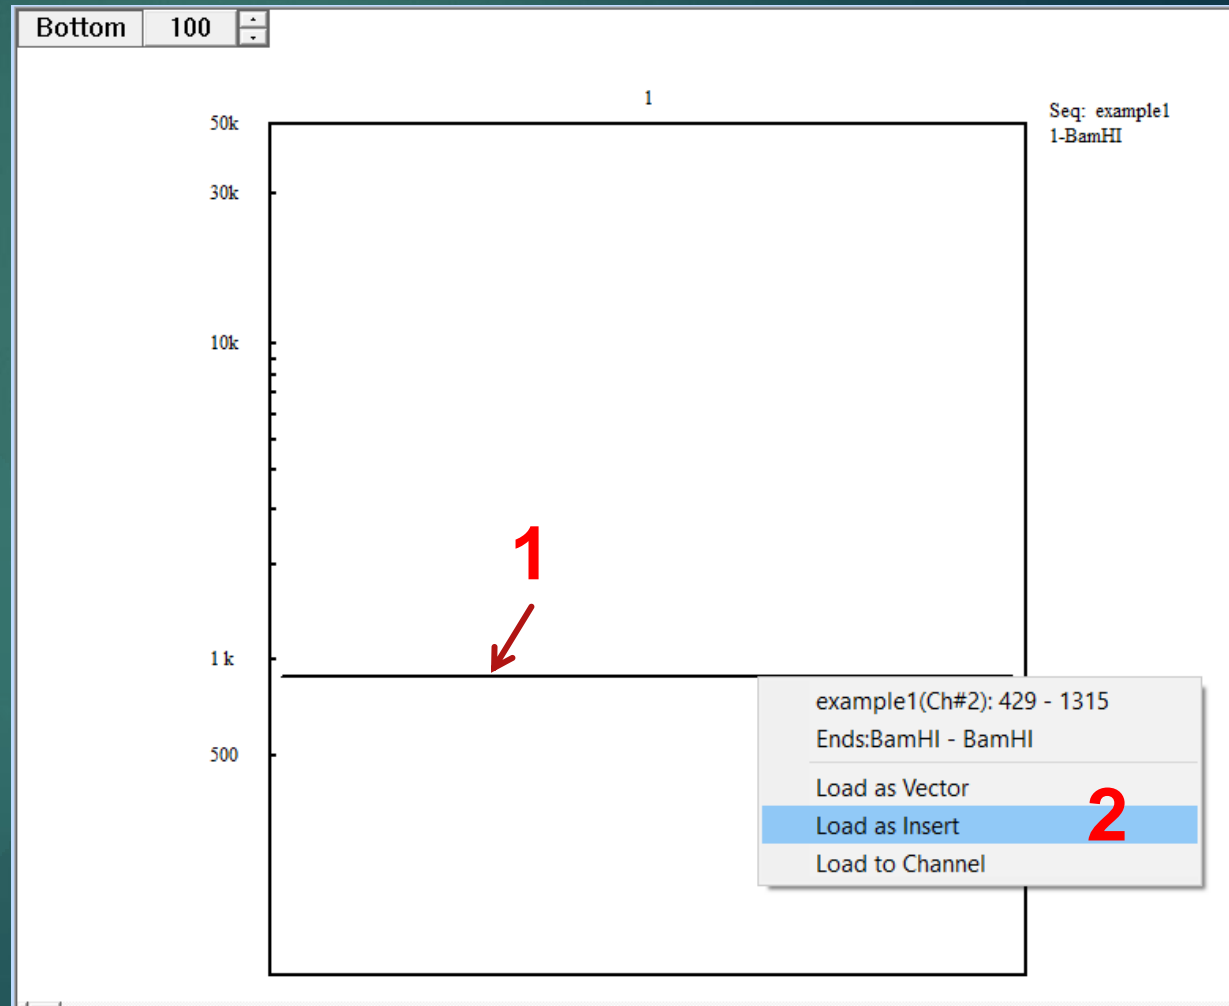 Bottom 100
1
Seq: example1
1-BamHI
50k
30k
10k
1
1k
500
example1(Ch#2): 429 - 1315
Ends:BamHI - BamHI
Load as Vector
Load as Insert 2
Load to Channel